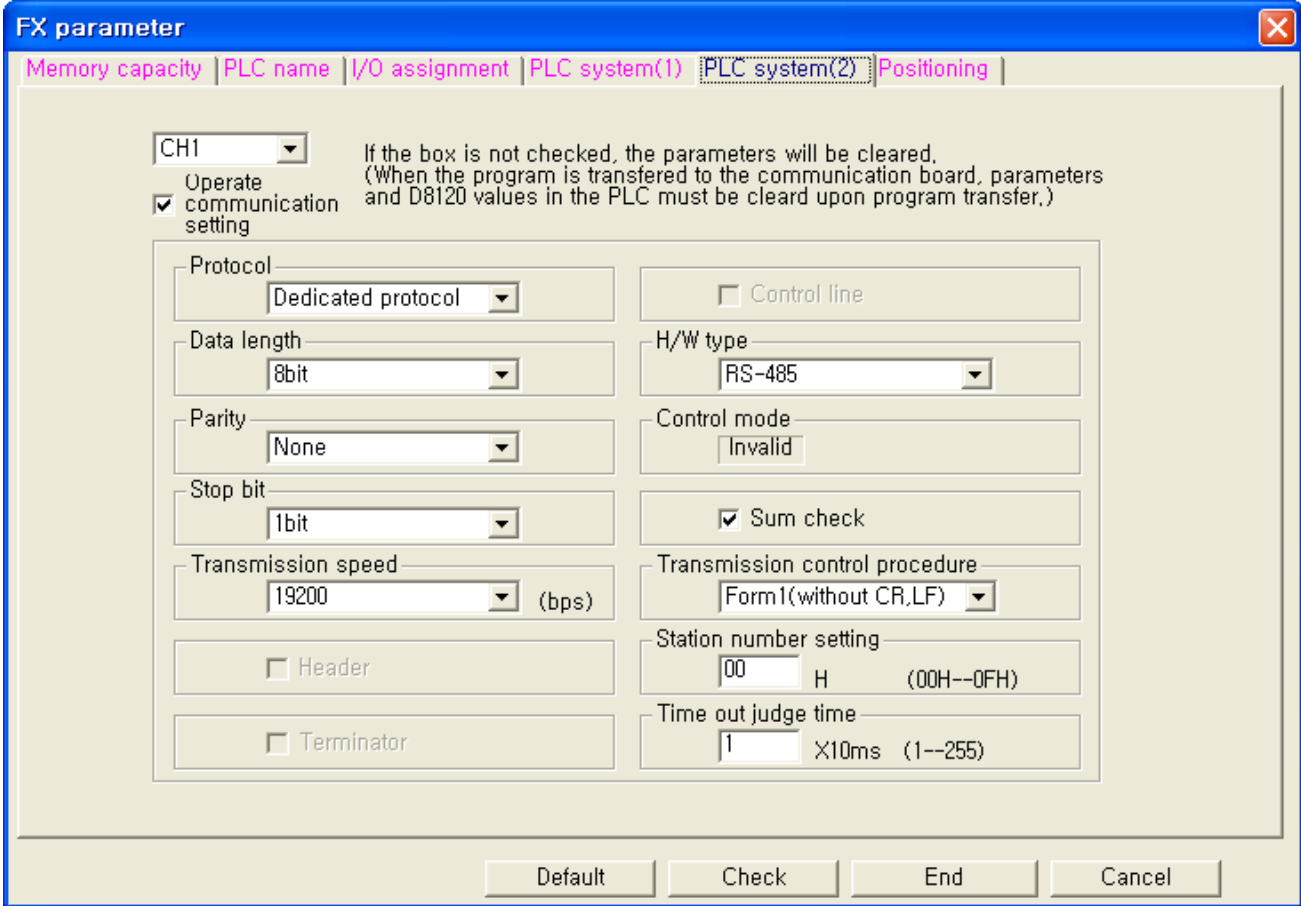 FX parameter
Memory capacity PLC name I/O assignment PLC system(1) PLC system(2) Positioning
CH1
If the box is not checked, the parameters will be cleared,
(When the program is transfered to the communication board, parameters
and D8120 values in the PLC must be cleard upon program transfer,)
Operate
communication
setting
Protocol
Dedicated protocol
Control line
Data length
8bit
H/W type
RS-485
Parity
None
Control mode
Invalid
Stop bit
1bit
Sum check
Transmission speed
19200 (bps)
Transmission control procedure
Form1(without CR,LF)
Header
Station number setting
00 H (00H--0FH)
Terminator
Time out judge time
1 X10ms (1--255)
Default Check End Cancel